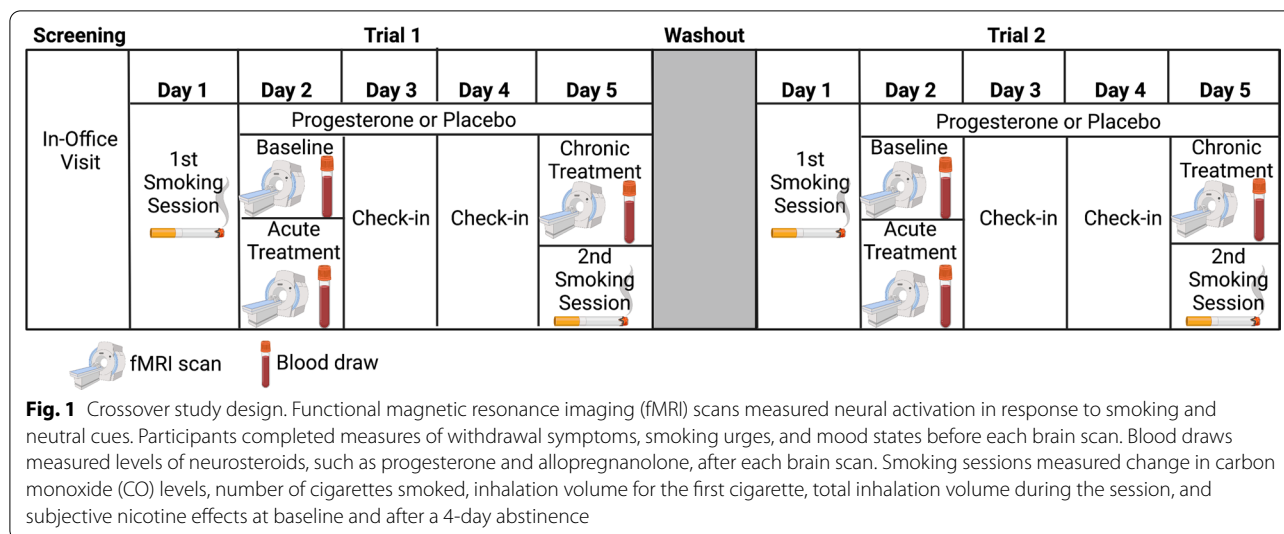 Screening Trial 1 Washout Trial 2
Day 1 Day 2 Day 3 Day 4 Day 5 Day 1 Day 2 Day 3 Day 4 Day 5
In-Office
Visit
1st
Smoking
Session
Progesterone or Placebo
Baseline
Acute
Treatment
Check-in
Check-in
Chronic
Treatment
2nd
Smoking
Session
1st
Smoking
Session
Progesterone or Placebo
Baseline
Acute
Treatment
Check-in
Check-in
Chronic
Treatment
2nd
Smoking
Session
fMRI scan Blood draw
Fig. 1 Crossover study design. Functional magnetic resonance imaging (fMRI) scans measured neural activation in response to smoking and
neutral cues. Participants completed measures of withdrawal symptoms, smoking urges, and mood states before each brain scan. Blood draws
measured levels of neurosteroids, such as progesterone and allopregnanolone, after each brain scan. Smoking sessions measured change in carbon
monoxide (CO) levels, number of cigarettes smoked, inhalation volume for the first cigarette, total inhalation volume during the session, and
subjective nicotine effects at baseline and after a 4-day abstinence